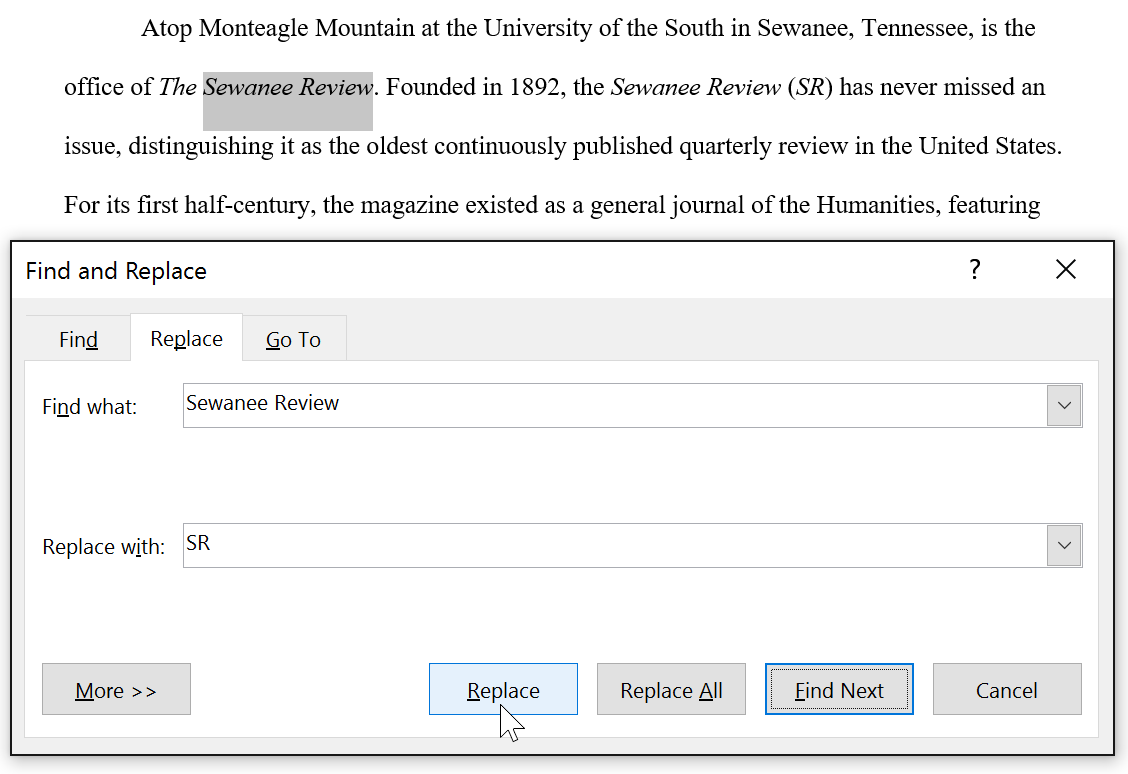 Atop Monteagle Mountain at the University of the South in Sewanee, Tennessee, is the
office of The Sewanee Review. Founded in 1892, the Sewanee Review (SR) has never missed an
issue, distinguishing it as the oldest continuously published quarterly review in the United States.
For its first half-century, the magazine existed as a general journal of the Humanities, featuring
Find and Replace ?
Find Replace Go To
Find what: Sewanee Review
Replace with: SR
More >> Replace Replace All Find Next Cancel